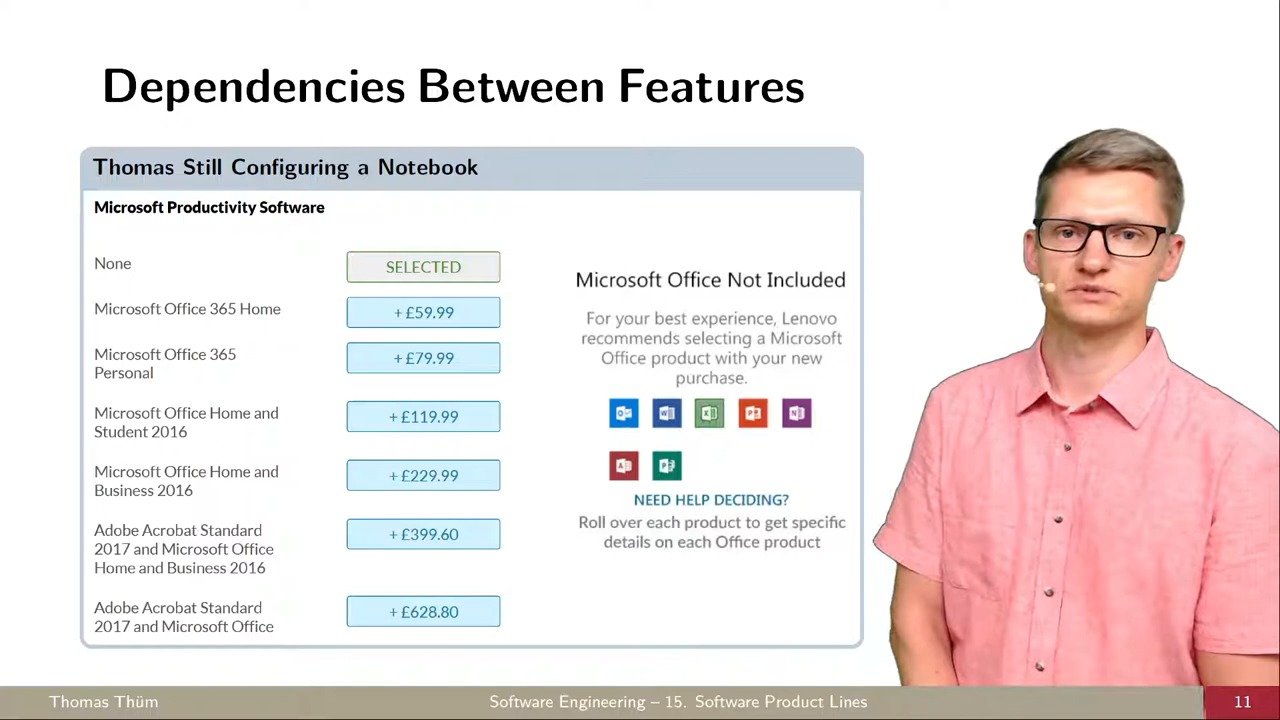 Dependencies Between Features
Thomas Still Configuring a Notebook
Microsoft Productivity Software
None
SELECTED
Microsoft Office 365 Home
+ £59.99
Microsoft Office 365
Personal
+ £79.99
Microsoft Office Home and
Student 2016
+ £119.99
Microsoft Office Home and
Business 2016
+ £229.99
Adobe Acrobat Standard
2017 and Microsoft Office
Home and Business 2016
+ £399.60
Adobe Acrobat Standard
2017 and Microsoft Office
+ £628.80
Microsoft Office Not Included
For your best experience, Lenovo
recommends selecting a Microsoft
Office product with your new
purchase.
NEED HELP DECIDING?
Roll over each product to get specific
details on each Office product
Thomas Thüm
Software Engineering – 15. Software Product Lines
11